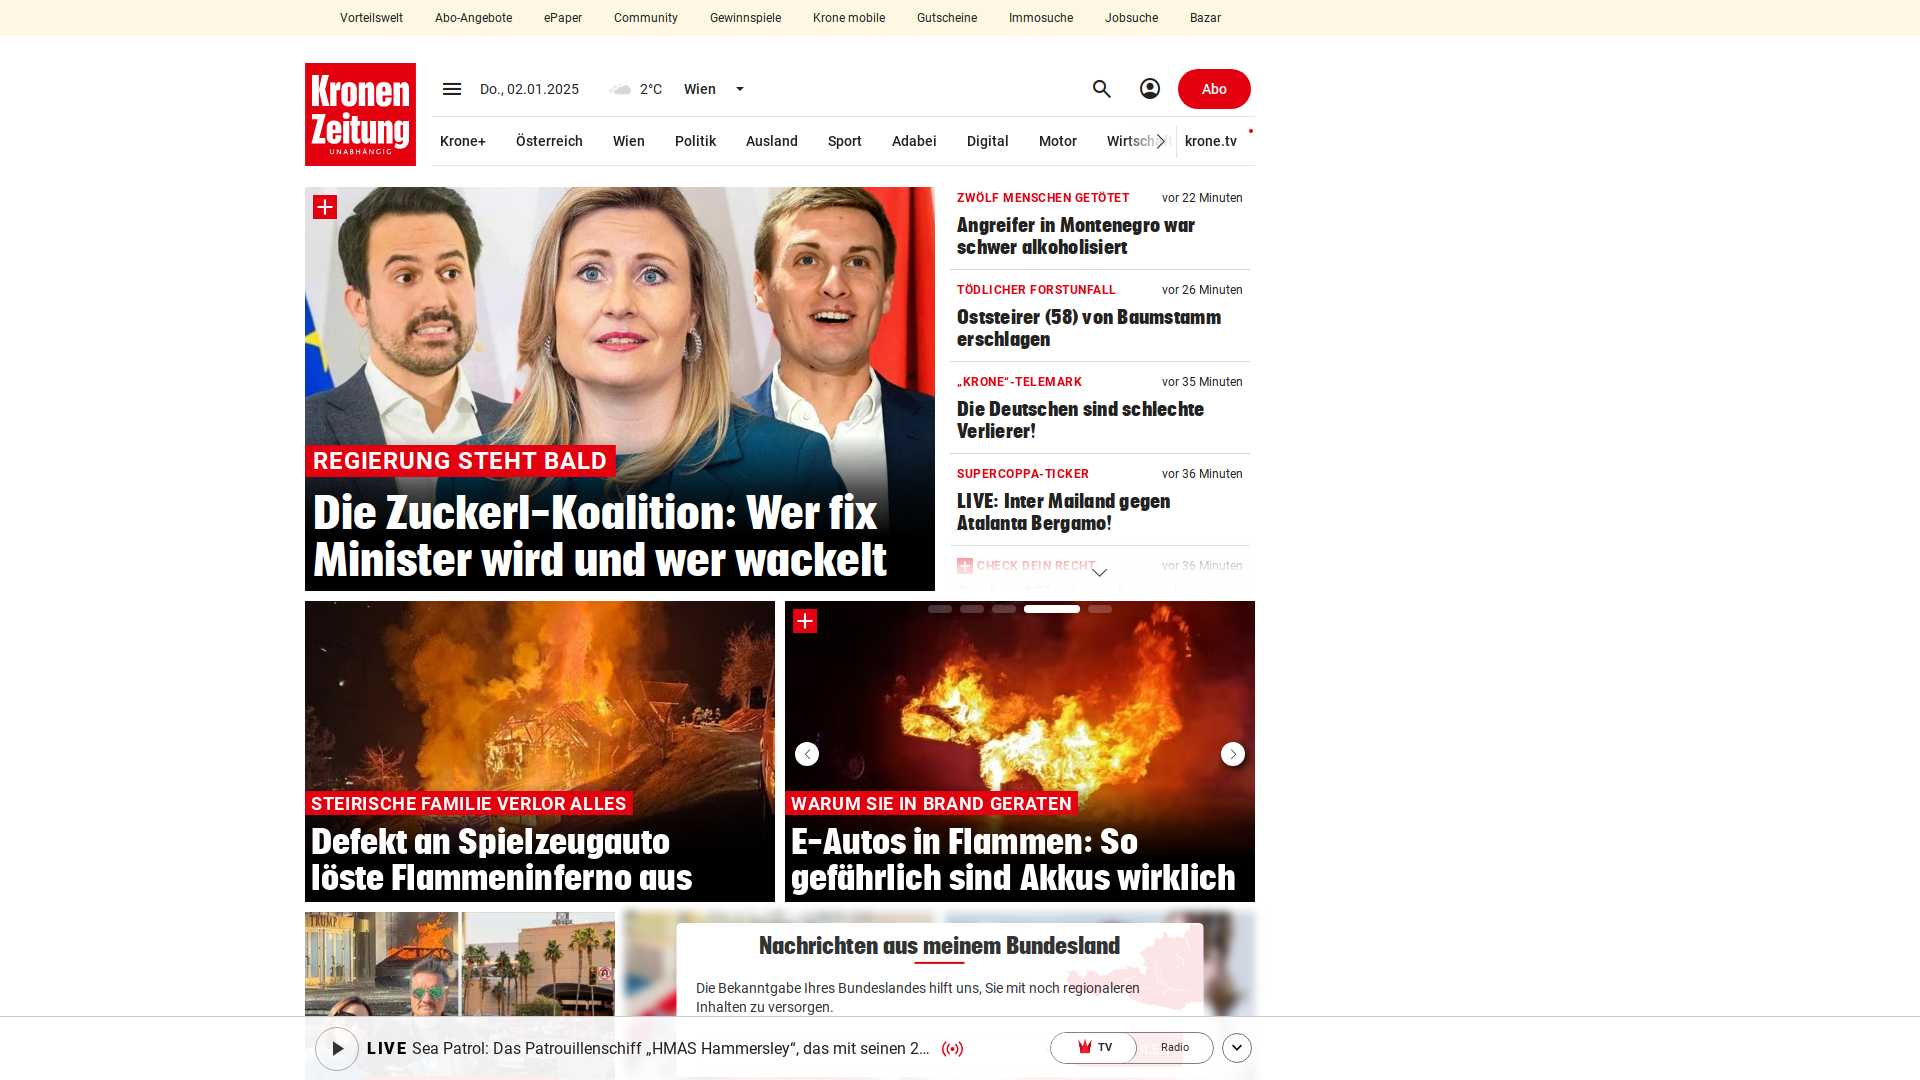 Vorteilswelt Abo-Angebote ePaper Community Gewinnspiele Krone mobile Gutscheine Immosuche Jobsuche Bazar
Kronen
Zeitung
UNABHÄNGIG
Do., 02.01.2025 2°C Wien Abo
Krone+ Österreich Wien Politik Ausland Sport Adabei Digital Motor Wirtschaft krone.tv
REGIERUNG STEHT BALD
Die Zuckerl-Koalition: Wer fix
Minister wird und wer wackelt
ZWÖLF MENSCHEN GETÖTET vor 22 Minuten
Angreifer in Montenegro war
schwer alkoholisiert
TÖDLICHER FORSTUNFALL vor 26 Minuten
Oststeirer (58) von Baumstamm
erschlagen
„KRONE“-TELEMARK vor 35 Minuten
Die Deutschen sind schlechte
Verlierer!
SUPERCOPPA-TICKER vor 36 Minuten
LIVE: Inter Mailand gegen
Atalanta Bergamo!
CHECK DEIN RECHT vor 36 Minuten
STEIRISCHE FAMILIE VERLOR ALLES
Defekt an Spielzeugauto
löste Flammeninferno aus
WARUM SIE IN BRAND GERATEN
E-Autos in Flammen: So
gefährlich sind Akkus wirklich
TRUMP
Nachrichten aus meinem Bundesland
Die Bekanntgabe Ihres Bundeslandes hilft uns, Sie mit noch regionaleren
Inhalten zu versorgen.
LIVE Sea Patrol: Das Patrouillenschiff „HMAS Hammersley“, das mit seinen 2... TV Radio